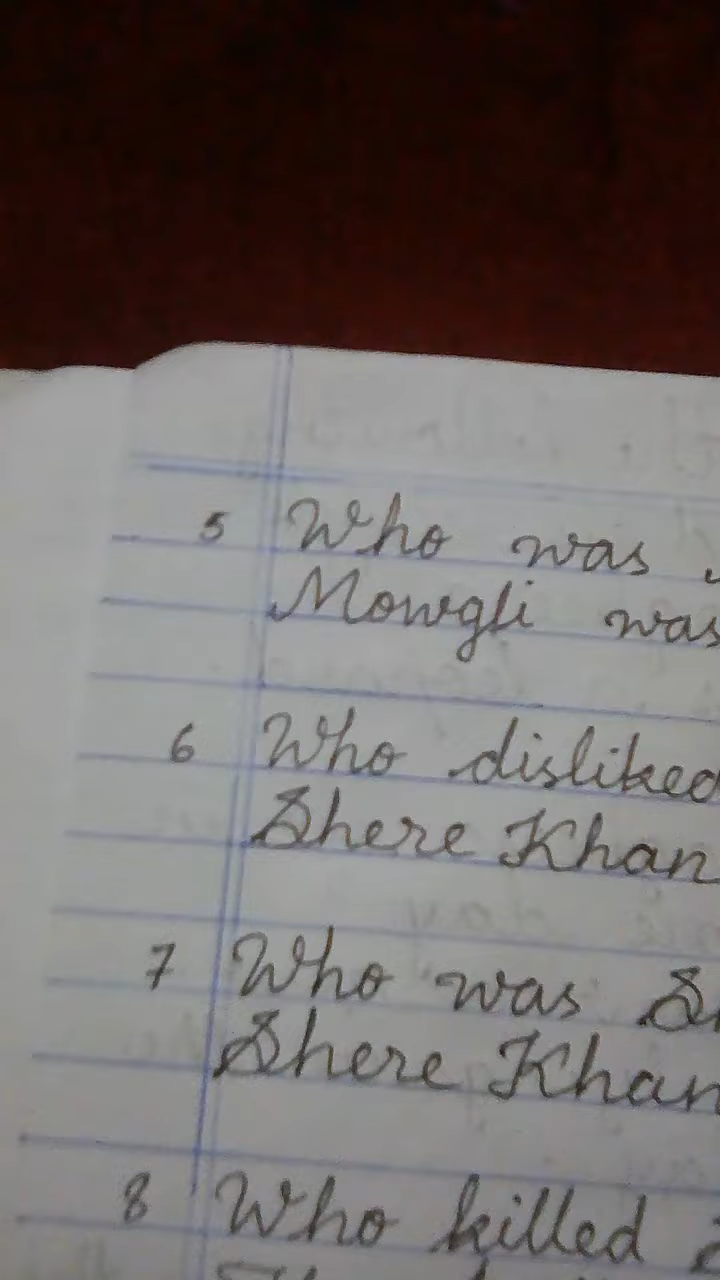 5 Who was
Mowgli was
6 Who disliked
Shere Khan
7 Who was
Shere Khan
8 Who killed